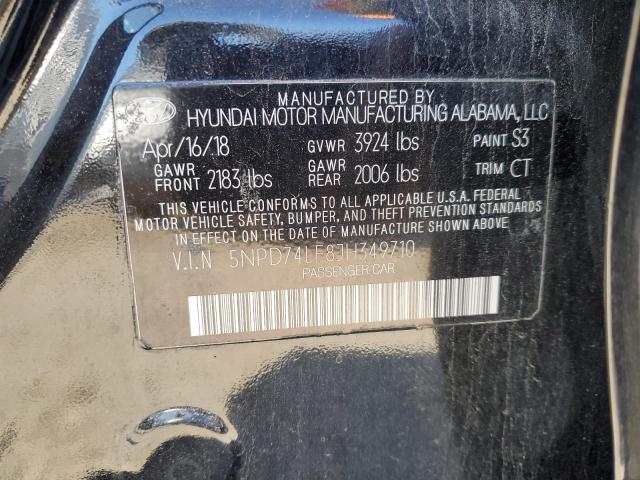 MANUFACTURED BY
HYUNDAI MOTOR MANUFACTURING ALABAMA, LLC
Apr/16/18 GVWR 3924 lbs PAINT S3
GAWR FRONT 2183 lbs GAWR REAR 2006 lbs TRIM CT
THIS VEHICLE CONFORMS TO ALL APPLICABLE U.S.A. FEDERAL
MOTOR VEHICLE SAFETY, BUMPER, AND THEFT PREVENTION STANDARDS
IN EFFECT ON THE DATE OF MANUFACTURE SHOWN ABOVE.
V.I.N 5NPD74LF8JH349710
PASSENGER CAR